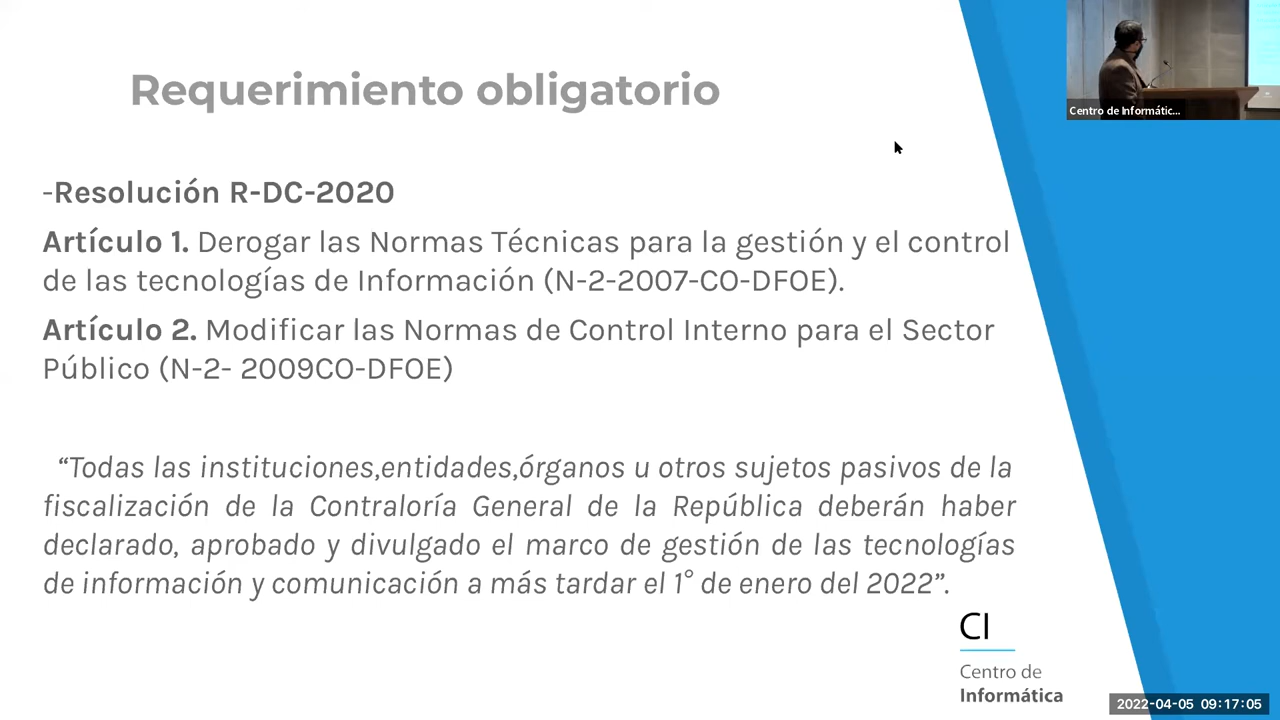 Requerimiento obligatorio
Centro de Informátic...
-Resolución R-DC-2020
Artículo 1. Derogar las Normas Técnicas para la gestión y el control
de las tecnologías de Información (N-2-2007-CO-DFOE).
Artículo 2. Modificar las Normas de Control Interno para el Sector
Público (N-2- 2009CO-DFOE)
“Todas las instituciones,entidades,órganos u otros sujetos pasivos de la
fiscalización de la Contraloría General de la República deberán haber
declarado, aprobado y divulgado el marco de gestión de las tecnologías
de información y comunicación a más tardar el 1° de enero del 2022”.
CI
Centro de
Informática
2022-04-05 09:17:05